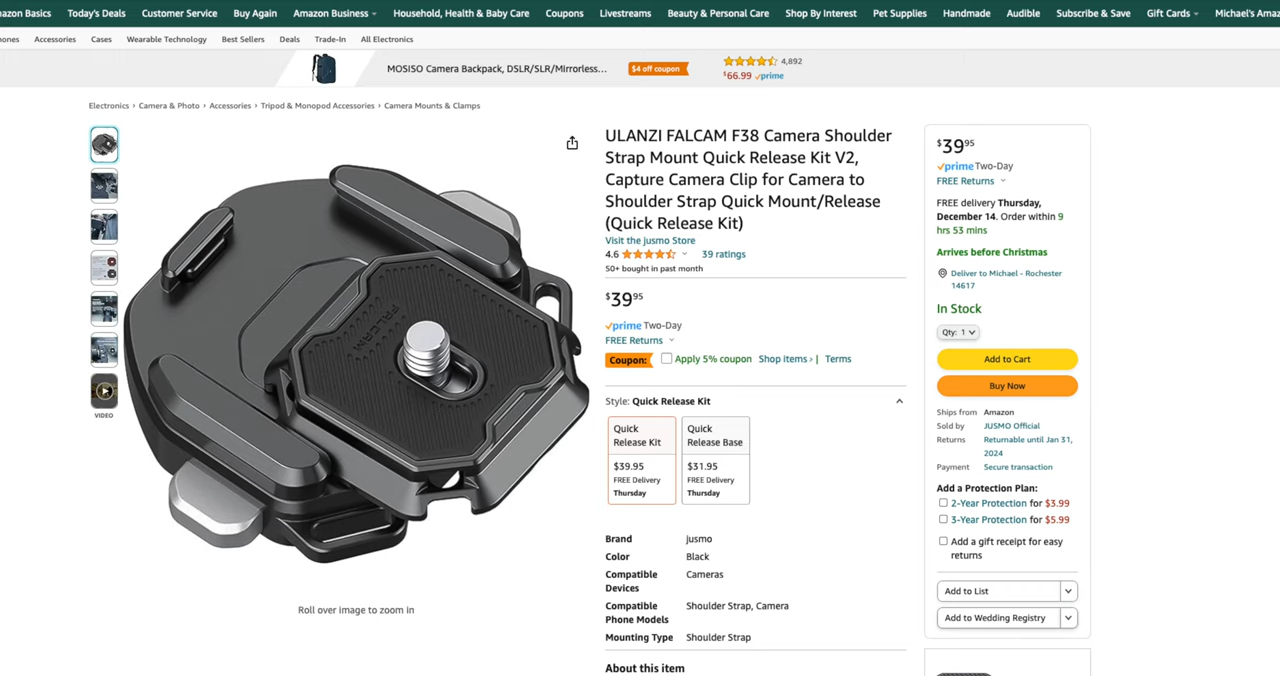 azon Basics Today's Deals Customer Service Buy Again Amazon Business Household, Health & Baby Care Coupons Livestreams Beauty & Personal Care Shop By Interest Pet Supplies Handmade Audible Subscribe & Save Gift Cards Michael's Amaz
ones Accessories Cases Wearable Technology Best Sellers Deals Trade-In All Electronics
MOSISO Camera Backpack, DSLR/SLR/Mirrorless... $4 off coupon 4,892
$66.99 prime
Electronics › Camera & Photo › Accessories › Tripod & Monopod Accessories › Camera Mounts & Clamps
FALCAM
VIDEO
Roll over image to zoom in
ULANZI FALCAM F38 Camera Shoulder
Strap Mount Quick Release Kit V2,
Capture Camera Clip for Camera to
Shoulder Strap Quick Mount/Release
(Quick Release Kit)
Visit the jusmo Store
4.6 39 ratings
50+ bought in past month
$39.95
prime Two-Day
FREE Returns
Coupon: Apply 5% coupon Shop items › | Terms
Style: Quick Release Kit
Quick
Release Kit
$39.95
FREE Delivery
Thursday
Quick
Release Base
$31.95
FREE Delivery
Thursday
Brand jusmo
Color Black
Compatible
Devices Cameras
Compatible
Phone Models Shoulder Strap, Camera
Mounting Type Shoulder Strap
About this item
$39.95
prime Two-Day
FREE Returns
FREE delivery Thursday,
December 14. Order within 9
hrs 53 mins
Arrives before Christmas
Deliver to Michael - Rochester
14617
In Stock
Qty: 1
Add to Cart
Buy Now
Ships from Amazon
Sold by JUSMO Official
Returns Returnable until Jan 31,
2024
Payment Secure transaction
Add a Protection Plan:
2-Year Protection for $3.99
3-Year Protection for $5.99
Add a gift receipt for easy
returns
Add to List
Add to Wedding Registry